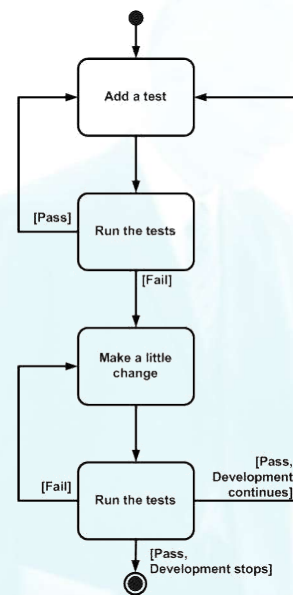 Add a test
[Pass]
Run the tests
[Fail]
Make a little
change
[Fail]
Run the tests
[Pass,
Development
continues]
[Pass,
Development stops]